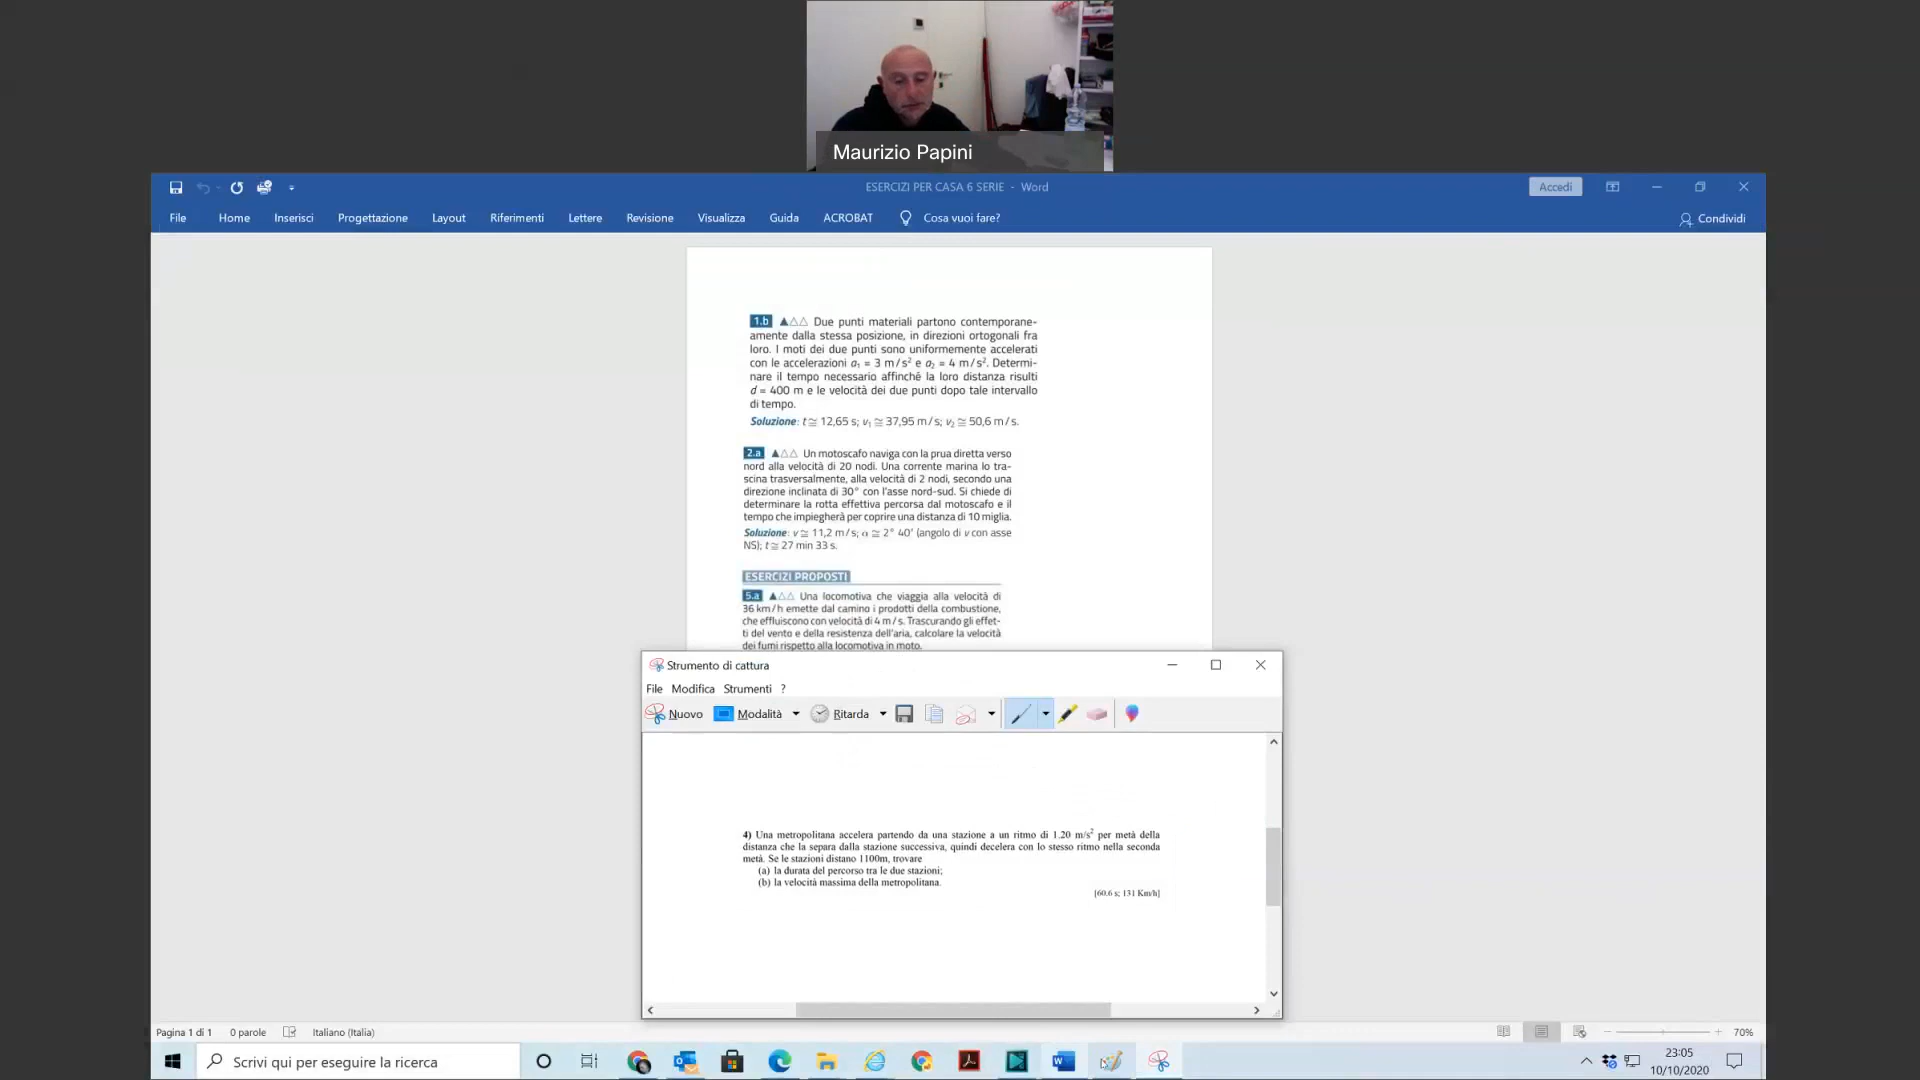 Maurizio Papini
ESERCIZI PER CASA 6 SERIE - Word
Accedi
File Home Inserisci Progettazione Layout Riferimenti Lettere Revisione Visualizza Guida ACROBAT Cosa vuoi fare?
Condividi
1.b ▲△△ Due punti materiali partono contemporane-
amente dalla stessa posizione, in direzioni ortogonali fra
loro. I moti dei due punti sono uniformemente accelerati
con le accelerazioni a₁ = 3 m/s² e a₂ = 4 m/s². Determi-
nare il tempo necessario affinché la loro distanza risulti
d = 400 m e le velocità dei due punti dopo tale intervallo
di tempo.
Soluzione: t ≅ 12,65 s; v₁ ≅ 37,95 m/s; v₂ ≅ 50,6 m/s.
2.a ▲△△ Un motoscafo naviga con la prua diretta verso
nord alla velocità di 20 nodi. Una corrente marina lo tra-
scina trasversalmente, alla velocità di 2 nodi, secondo una
direzione inclinata di 30° con l'asse nord-sud. Si chiede di
determinare la rotta effettiva percorsa dal motoscafo e il
tempo che impiegherà per coprire una distanza di 10 miglia.
Soluzione: v ≅ 11,2 m/s; α ≅ 2° 40' (angolo di v con asse
NS); t ≅ 27 min 33 s.
ESERCIZI PROPOSTI
5.a ▲△△ Una locomotiva che viaggia alla velocità di
36 km/h emette dal camino i prodotti della combustione,
che effluiscono con velocità di 4 m/s. Trascurando gli effet-
ti del vento e della resistenza dell'aria, calcolare la velocità
dei fumi rispetto alla locomotiva in moto.
Strumento di cattura
File Modifica Strumenti ?
Nuovo Modalità Ritarda
4) Una metropolitana accelera partendo da una stazione a un ritmo di 1.20 m/s² per metà della
distanza che la separa dalla stazione successiva, quindi decelera con lo stesso ritmo nella seconda
metà. Se le stazioni distano 1100m, trovare
(a) la durata del percorso tra le due stazioni;
(b) la velocità massima della metropolitana.
[60.6 s; 131 Km/h]
Pagina 1 di 1 0 parole Italiano (Italia)
70%
Scrivi qui per eseguire la ricerca
23:05
10/10/2020